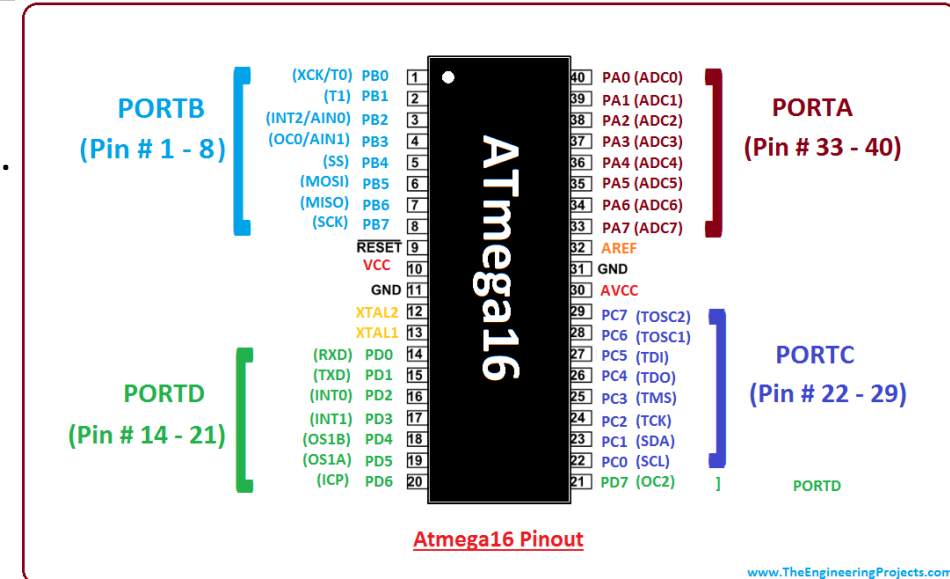 PORTB
(Pin # 1 - 8)
(XCK/T0) PB0 1
(T1) PB1 2
(INT2/AIN0) PB2 3
(OC0/AIN1) PB3 4
(SS) PB4 5
(MOSI) PB5 6
(MISO) PB6 7
(SCK) PB7 8
RESET 9
VCC 10
GND 11
XTAL2 12
XTAL1 13
(RXD) PD0 14
(TXD) PD1 15
(INT0) PD2 16
(INT1) PD3 17
(OS1B) PD4 18
(OS1A) PD5 19
(ICP) PD6 20
PORTD
(Pin # 14 - 21)
.
ATmega16
40 PA0 (ADC0)
39 PA1 (ADC1)
38 PA2 (ADC2)
37 PA3 (ADC3)
36 PA4 (ADC4)
35 PA5 (ADC5)
34 PA6 (ADC6)
33 PA7 (ADC7)
32 AREF
31 GND
30 AVCC
29 PC7 (TOSC2)
28 PC6 (TOSC1)
27 PC5 (TDI)
26 PC4 (TDO)
25 PC3 (TMS)
24 PC2 (TCK)
23 PC1 (SDA)
22 PC0 (SCL)
21 PD7 (OC2) ] PORTD
PORTA
(Pin # 33 - 40)
PORTC
(Pin # 22 - 29)
Atmega16 Pinout
www.TheEngineeringProjects.com